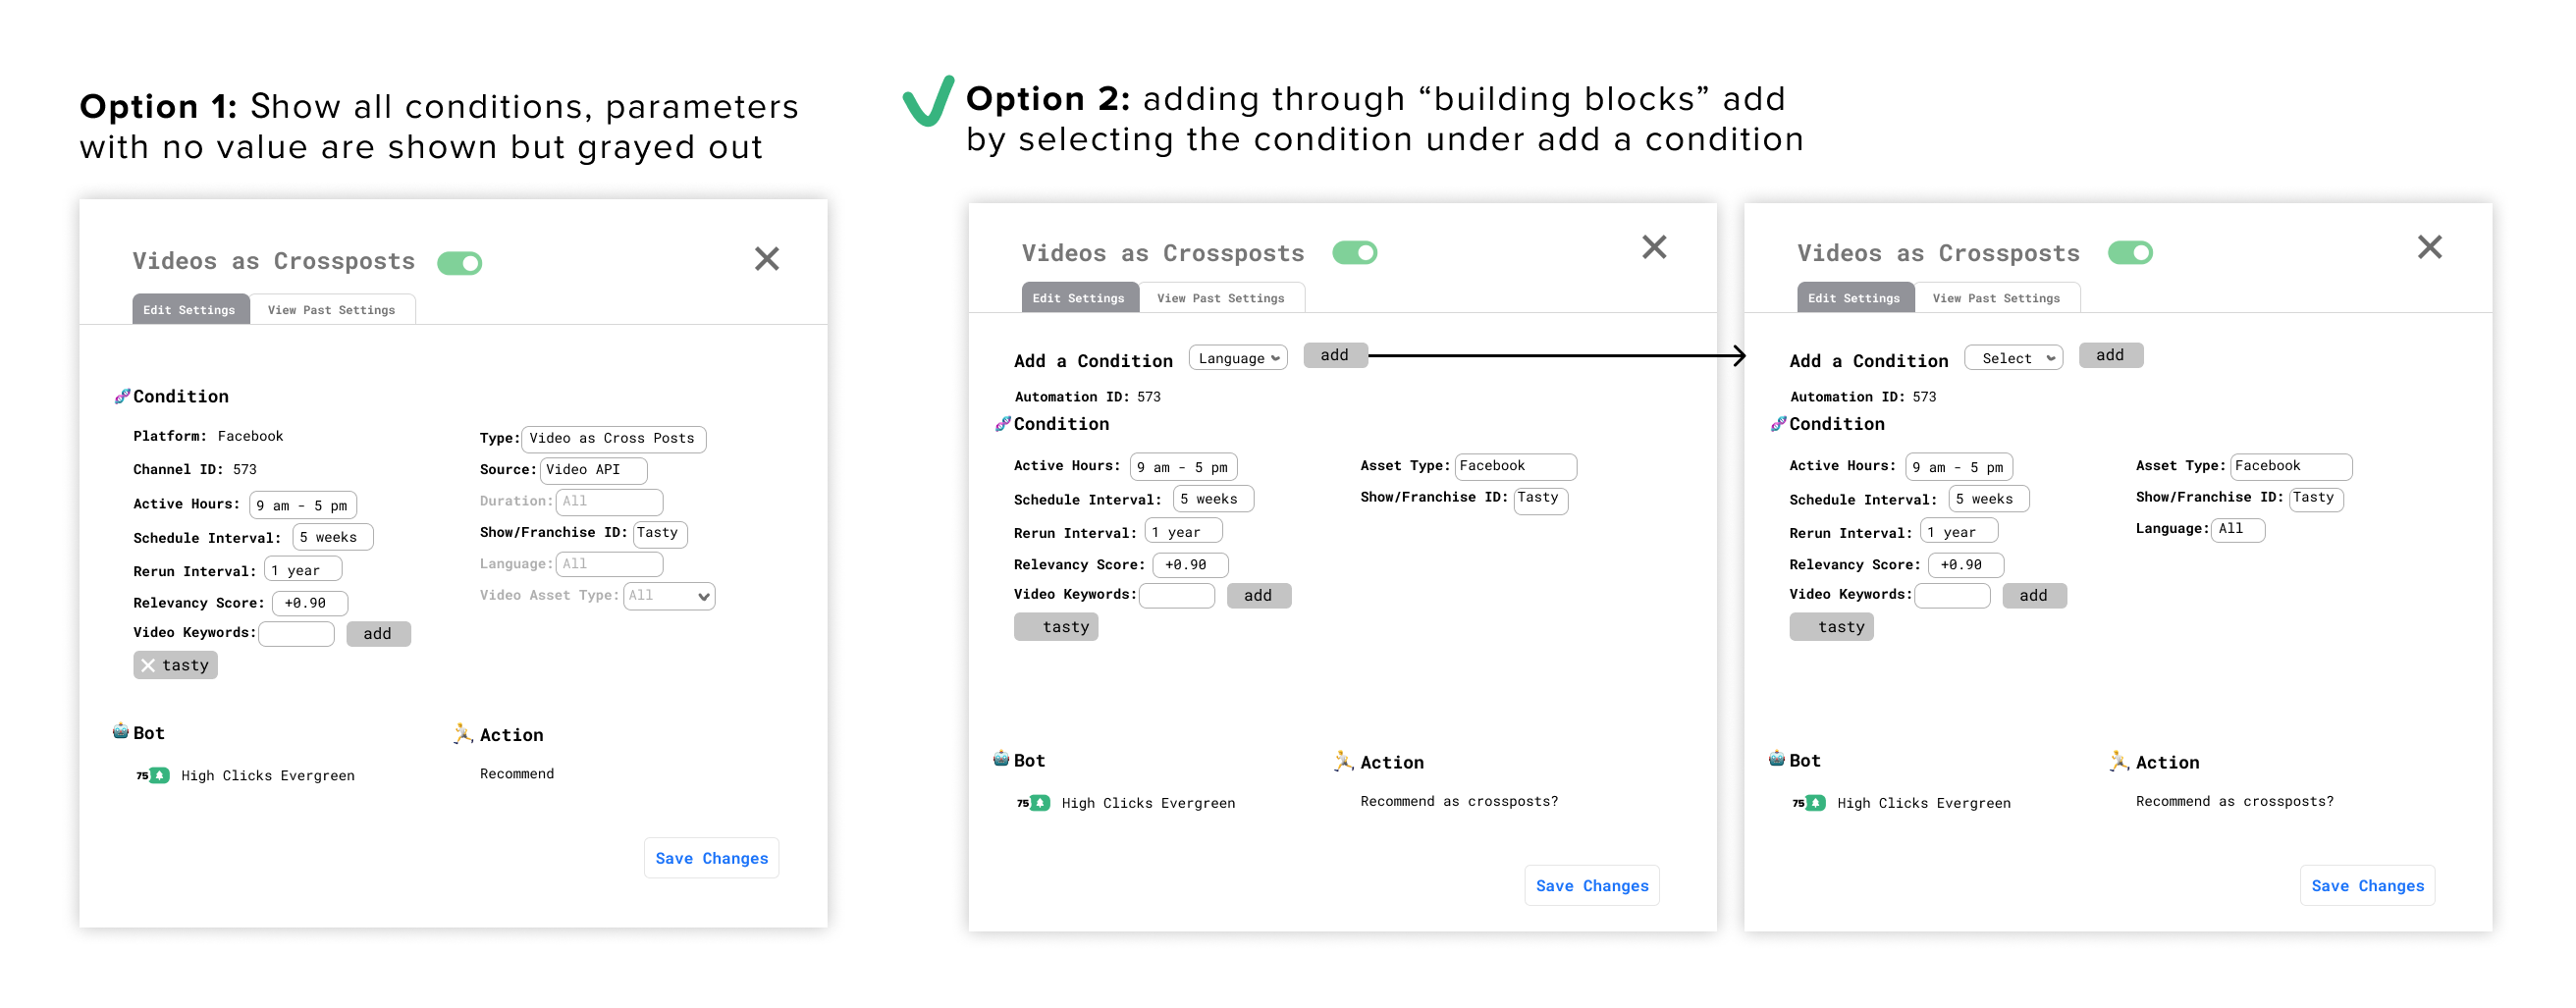 Option 1: Show all conditions, parameters
with no value are shown but grayed out
Videos as Crossposts
Edit Settings
View Past Settings
Condition
Platform: Facebook
Channel ID: 573
Active Hours: 9 am - 5 pm
Schedule Interval: 5 weeks
Rerun Interval: 1 year
Relevancy Score: +0.90
Video Keywords: add
tasty
Type: Video as Cross Posts
Source: Video API
Duration: All
Show/Franchise ID: Tasty
Language: All
Video Asset Type: All
Bot
75 High Clicks Evergreen
Action
Recommend
Save Changes
Option 2: adding through “building blocks” add
by selecting the condition under add a condition
Videos as Crossposts
Edit Settings
View Past Settings
Add a Condition Language add
Automation ID: 573
Condition
Active Hours: 9 am - 5 pm
Schedule Interval: 5 weeks
Rerun Interval: 1 year
Relevancy Score: +0.90
Video Keywords: add
tasty
Asset Type: Facebook
Show/Franchise ID: Tasty
Bot
75 High Clicks Evergreen
Action
Recommend as crossposts?
Save Changes
Videos as Crossposts
Edit Settings
View Past Settings
Add a Condition Select add
Automation ID: 573
Condition
Active Hours: 9 am - 5 pm
Schedule Interval: 5 weeks
Rerun Interval: 1 year
Relevancy Score: +0.90
Video Keywords: add
tasty
Asset Type: Facebook
Show/Franchise ID: Tasty
Language: All
Bot
75 High Clicks Evergreen
Action
Recommend as crossposts?
Save Changes